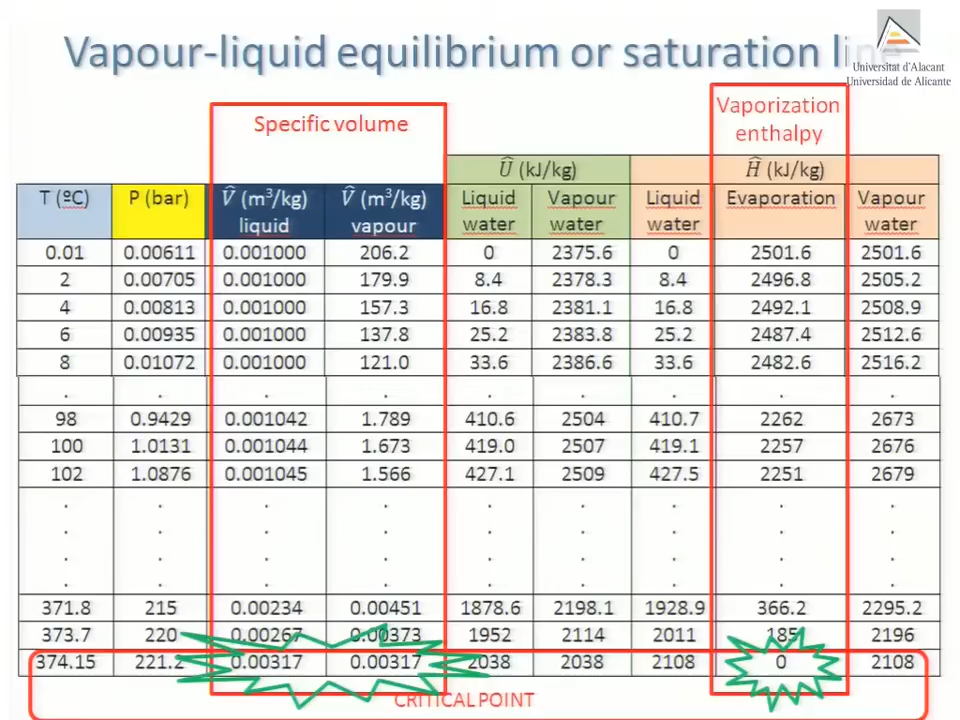 Vapour-liquid equilibrium or saturation
Universitat d'Alacant
Universidad de Alicante
Specific volume
Vaporization
enthalpy
Û (kJ/kg) Ĥ (kJ/kg)
T (ºC) P (bar) V̂ (m³/kg) V̂ (m³/kg) Liquid Vapour Liquid Evaporation Vapour
liquid vapour water water water water
0.01 0.00611 0.001000 206.2 0 2375.6 0 2501.6 2501.6
2 0.00705 0.001000 179.9 8.4 2378.3 8.4 2496.8 2505.2
4 0.00813 0.001000 157.3 16.8 2381.1 16.8 2492.1 2508.9
6 0.00935 0.001000 137.8 25.2 2383.8 25.2 2487.4 2512.6
8 0.01072 0.001000 121.0 33.6 2386.6 33.6 2482.6 2516.2
. . . . . . . . .
98 0.9429 0.001042 1.789 410.6 2504 410.7 2262 2673
100 1.0131 0.001044 1.673 419.0 2507 419.1 2257 2676
102 1.0876 0.001045 1.566 427.1 2509 427.5 2251 2679
. . . . . . . . .
. . . . . . . . .
. . . . . . . . .
. . . . . . . . .
371.8 215 0.00234 0.00451 1878.6 2198.1 1928.9 366.2 2295.2
373.7 220 0.00267 0.00373 1952 2114 2011 185 2196
374.15 221.2 0.00317 0.00317 2038 2038 2108 0 2108
CRITICAL POINT